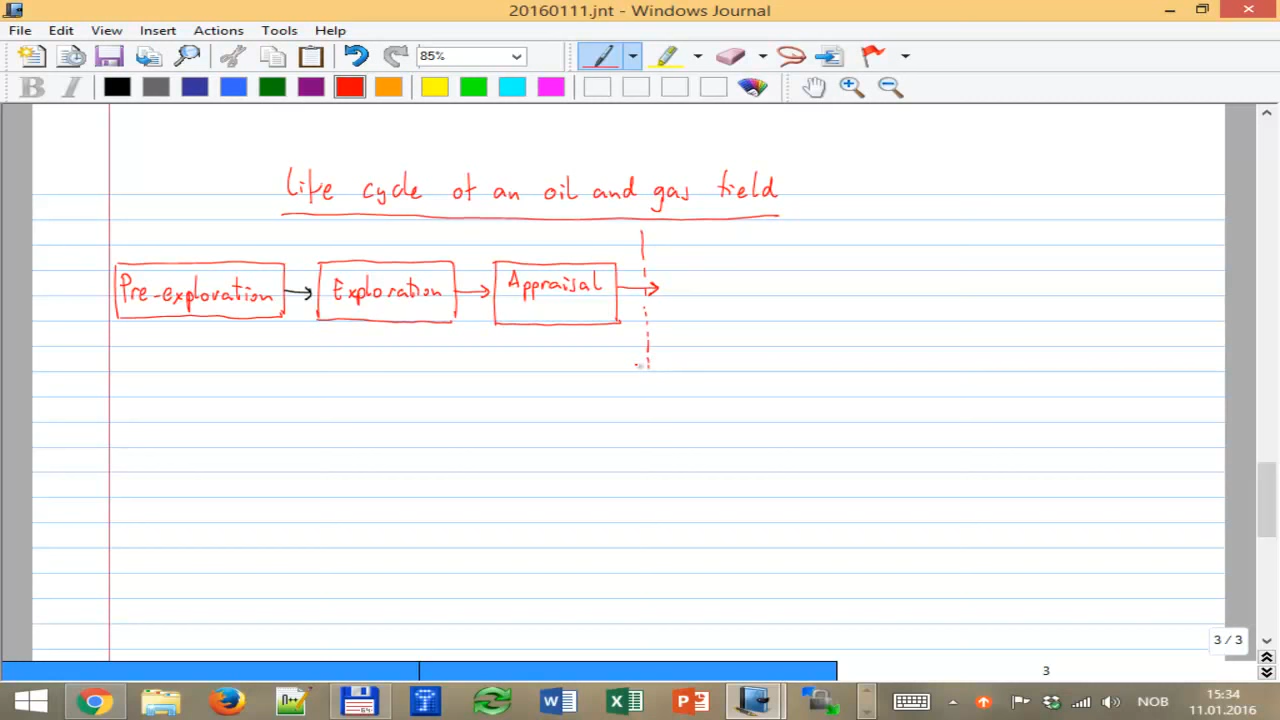 20160111.jnt - Windows Journal
File Edit View Insert Actions Tools Help
85%
B I
Life cycle of an oil and gas field
Pre-exploration Exploration Appraisal
3 / 3
3
NOB
15:34
11.01.2016